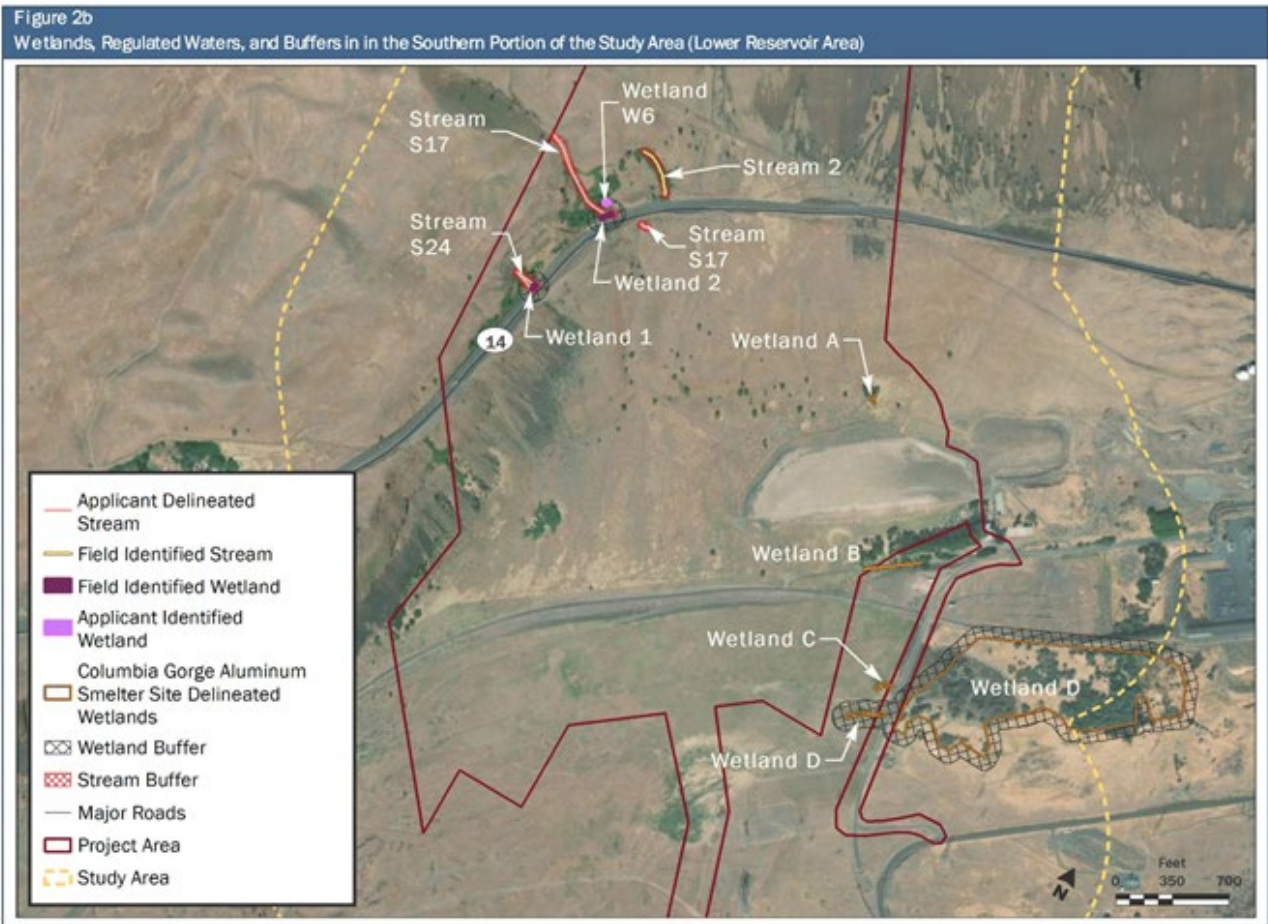 Figure 2b
Wetlands, Regulated Waters, and Buffers in in the Southern Portion of the Study Area (Lower Reservoir Area)
Wetland
W6
Stream
S17
Stream 2
Stream
S24
Stream
S17
Wetland 2
14
Wetland 1
Wetland A
Wetland B
Wetland C
Wetland D
Wetland D
Applicant Delineated
Stream
Field Identified Stream
Field Identified Wetland
Applicant Identified
Wetland
Columbia Gorge Aluminum
Smelter Site Delineated
Wetlands
Wetland Buffer
Stream Buffer
Major Roads
Project Area
Study Area
N
Feet
0 350 700